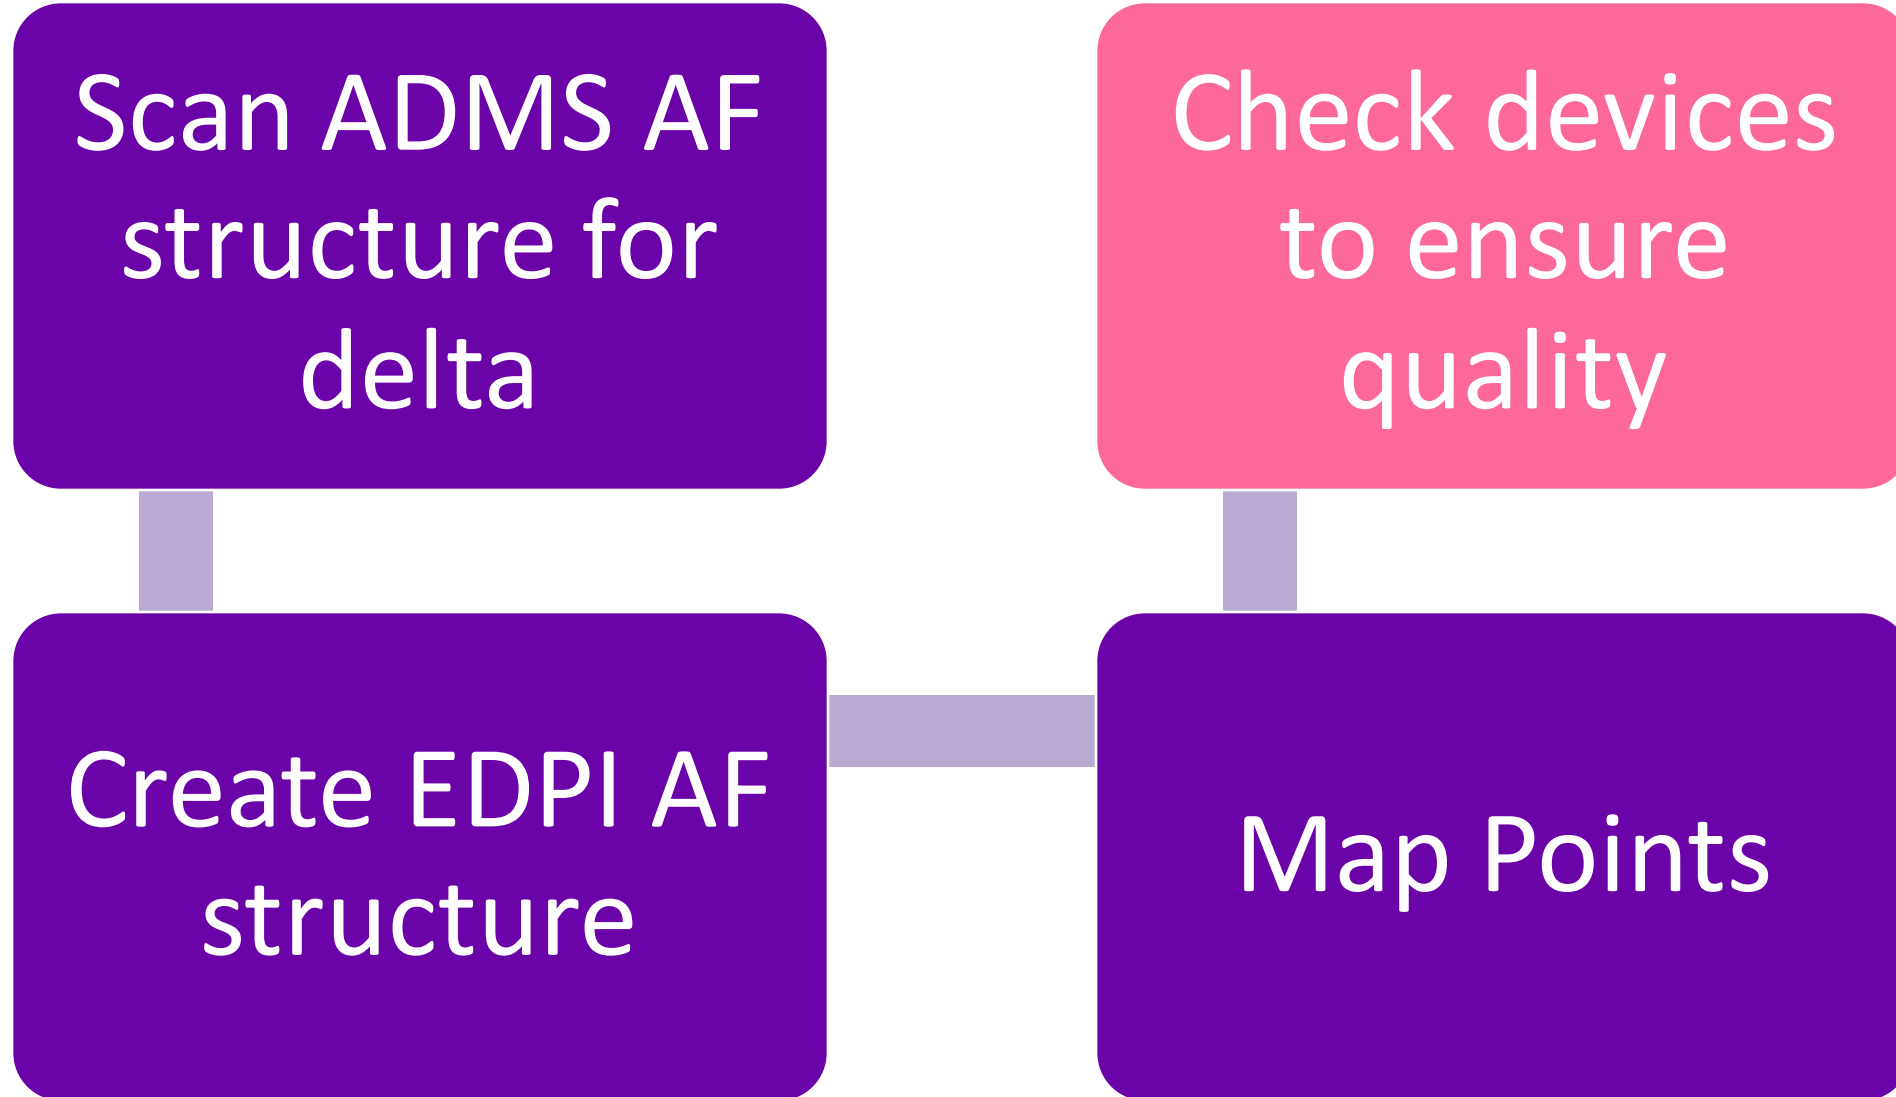 Scan ADMS AF
structure for
delta
Create EDPI AF
structure
Map Points
Check devices
to ensure
quality